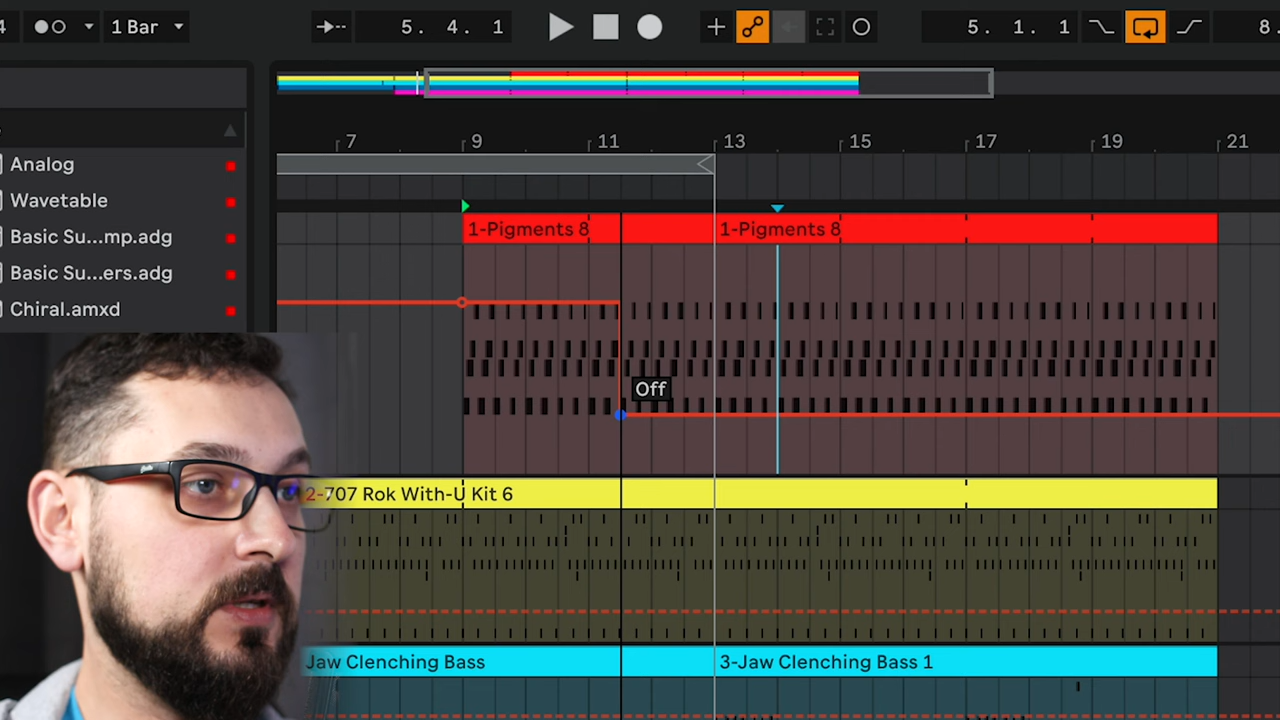 4 1 Bar 5. 4. 1 5. 1. 1 8.
7 9 11 13 15 17 19 21
Analog
Wavetable
Basic Su...mp.adg
Basic Su...ers.adg
Chiral.amxd
1-Pigments 8 1-Pigments 8
Off
2-707 Rok With-U Kit 6
Jaw Clenching Bass 3-Jaw Clenching Bass 1